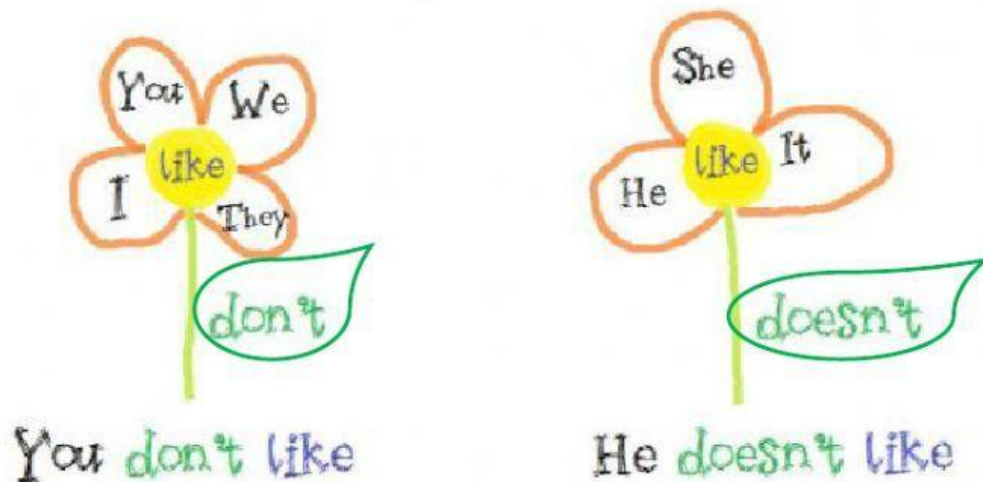 You
We
like
I
They
don't
She
It
like
He
doesn't
You don't like
He doesn't like